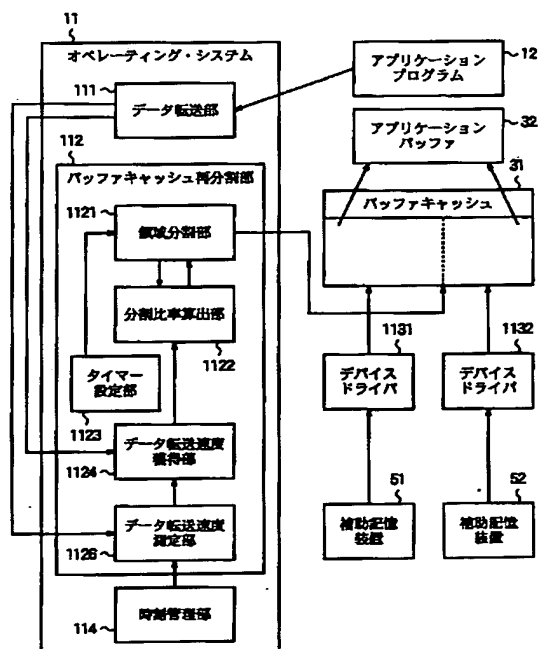 11
オペレーティング・システム
111
データ転送部
112
バッファキャッシュ再分割部
1121
領域分割部
分割比率算出部
1122
タイマー
設定部
1123
データ転送速度
獲得部
1124
データ転送速度
測定部
1126
時刻管理部
114
アプリケーション
プログラム
12
アプリケーション
バッファ
32
31
バッファキャッシュ
1131
デバイス
ドライバ
1132
デバイス
ドライバ
51
補助記憶
装置
52
補助記憶
装置